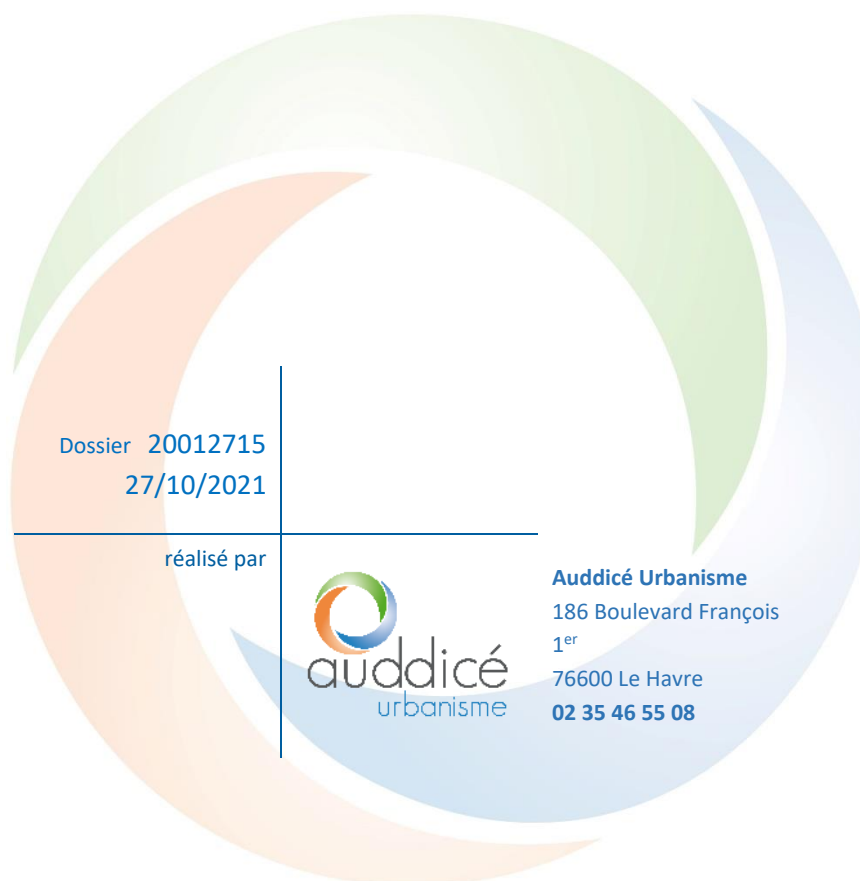 Dossier 20012715
27/10/2021
réalisé par
auddicé
urbanisme
Auddicé Urbanisme
186 Boulevard François
1er
76600 Le Havre
02 35 46 55 08